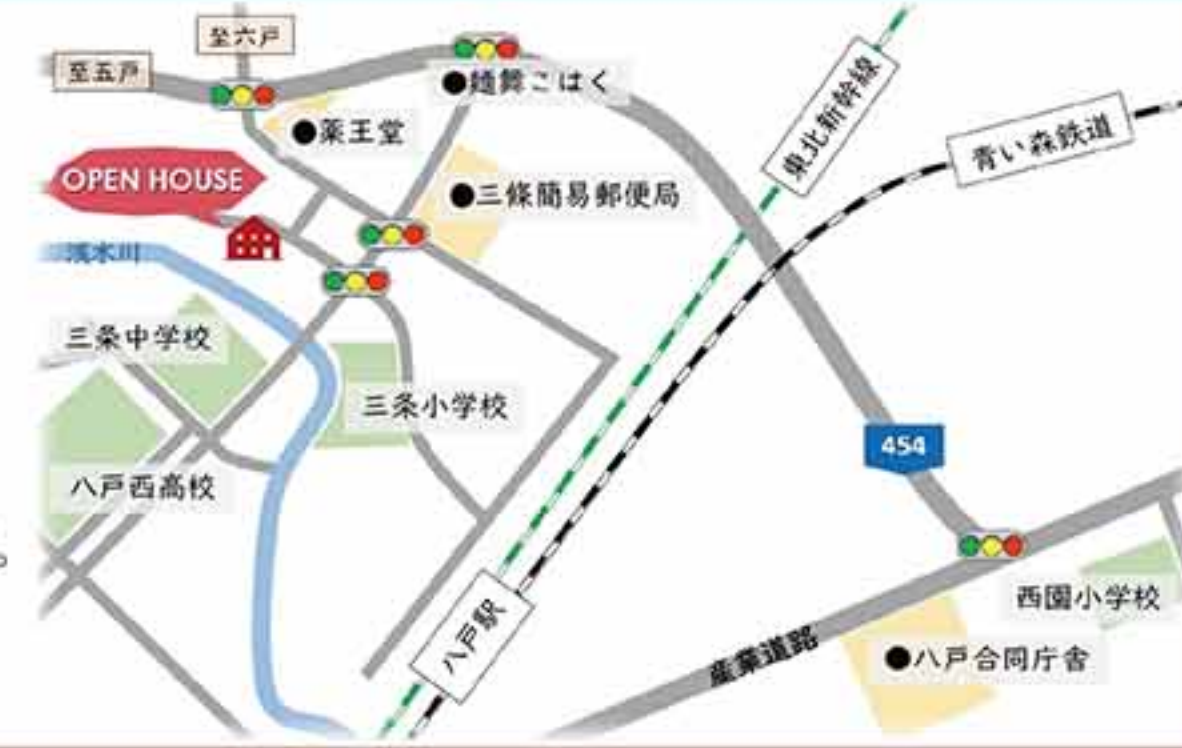 至六戸
至五戸
●麺舞こはく
●薬王堂
東北新幹線
青い森鉄道
OPEN HOUSE
●三條簡易郵便局
浅水川
三条中学校
三条小学校
454
八戸西高校
西園小学校
八戸駅
産業道路
●八戸合同庁舎
。